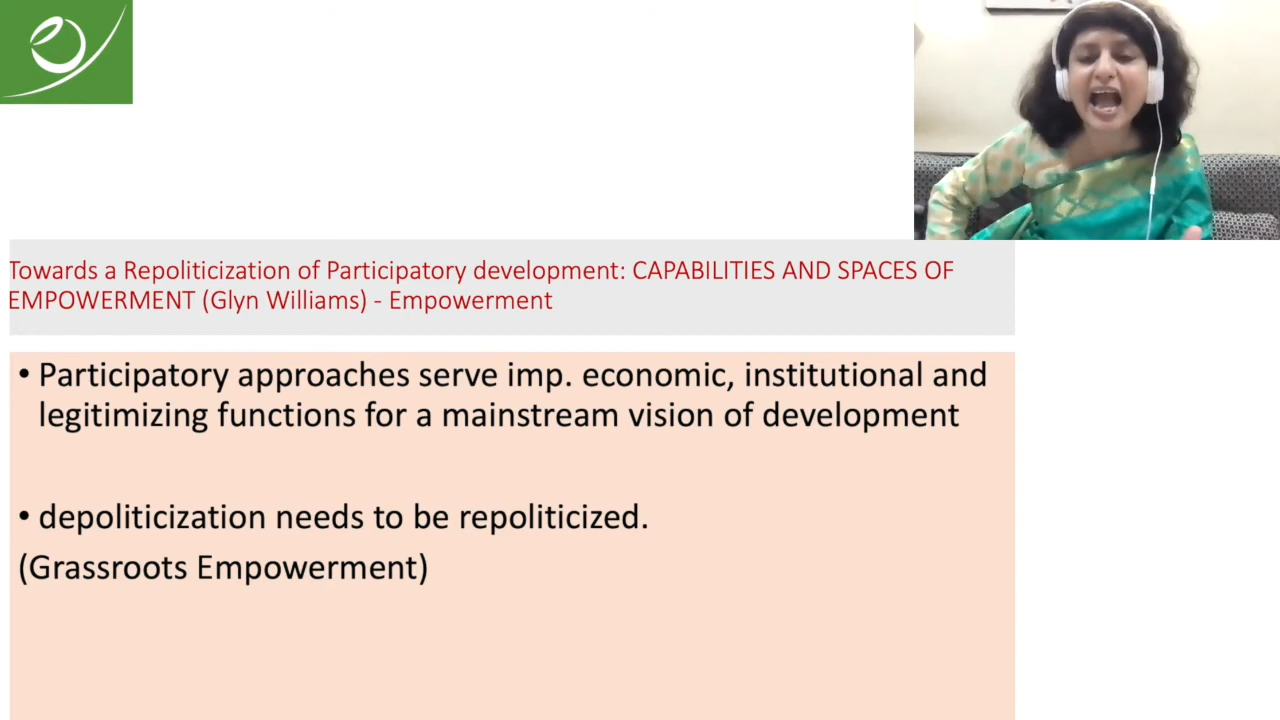 Towards a Repoliticization of Participatory development: CAPABILITIES AND SPACES OF
EMPOWERMENT (Glyn Williams) - Empowerment
• Participatory approaches serve imp. economic, institutional and
legitimizing functions for a mainstream vision of development
• depoliticization needs to be repoliticized.
(Grassroots Empowerment)